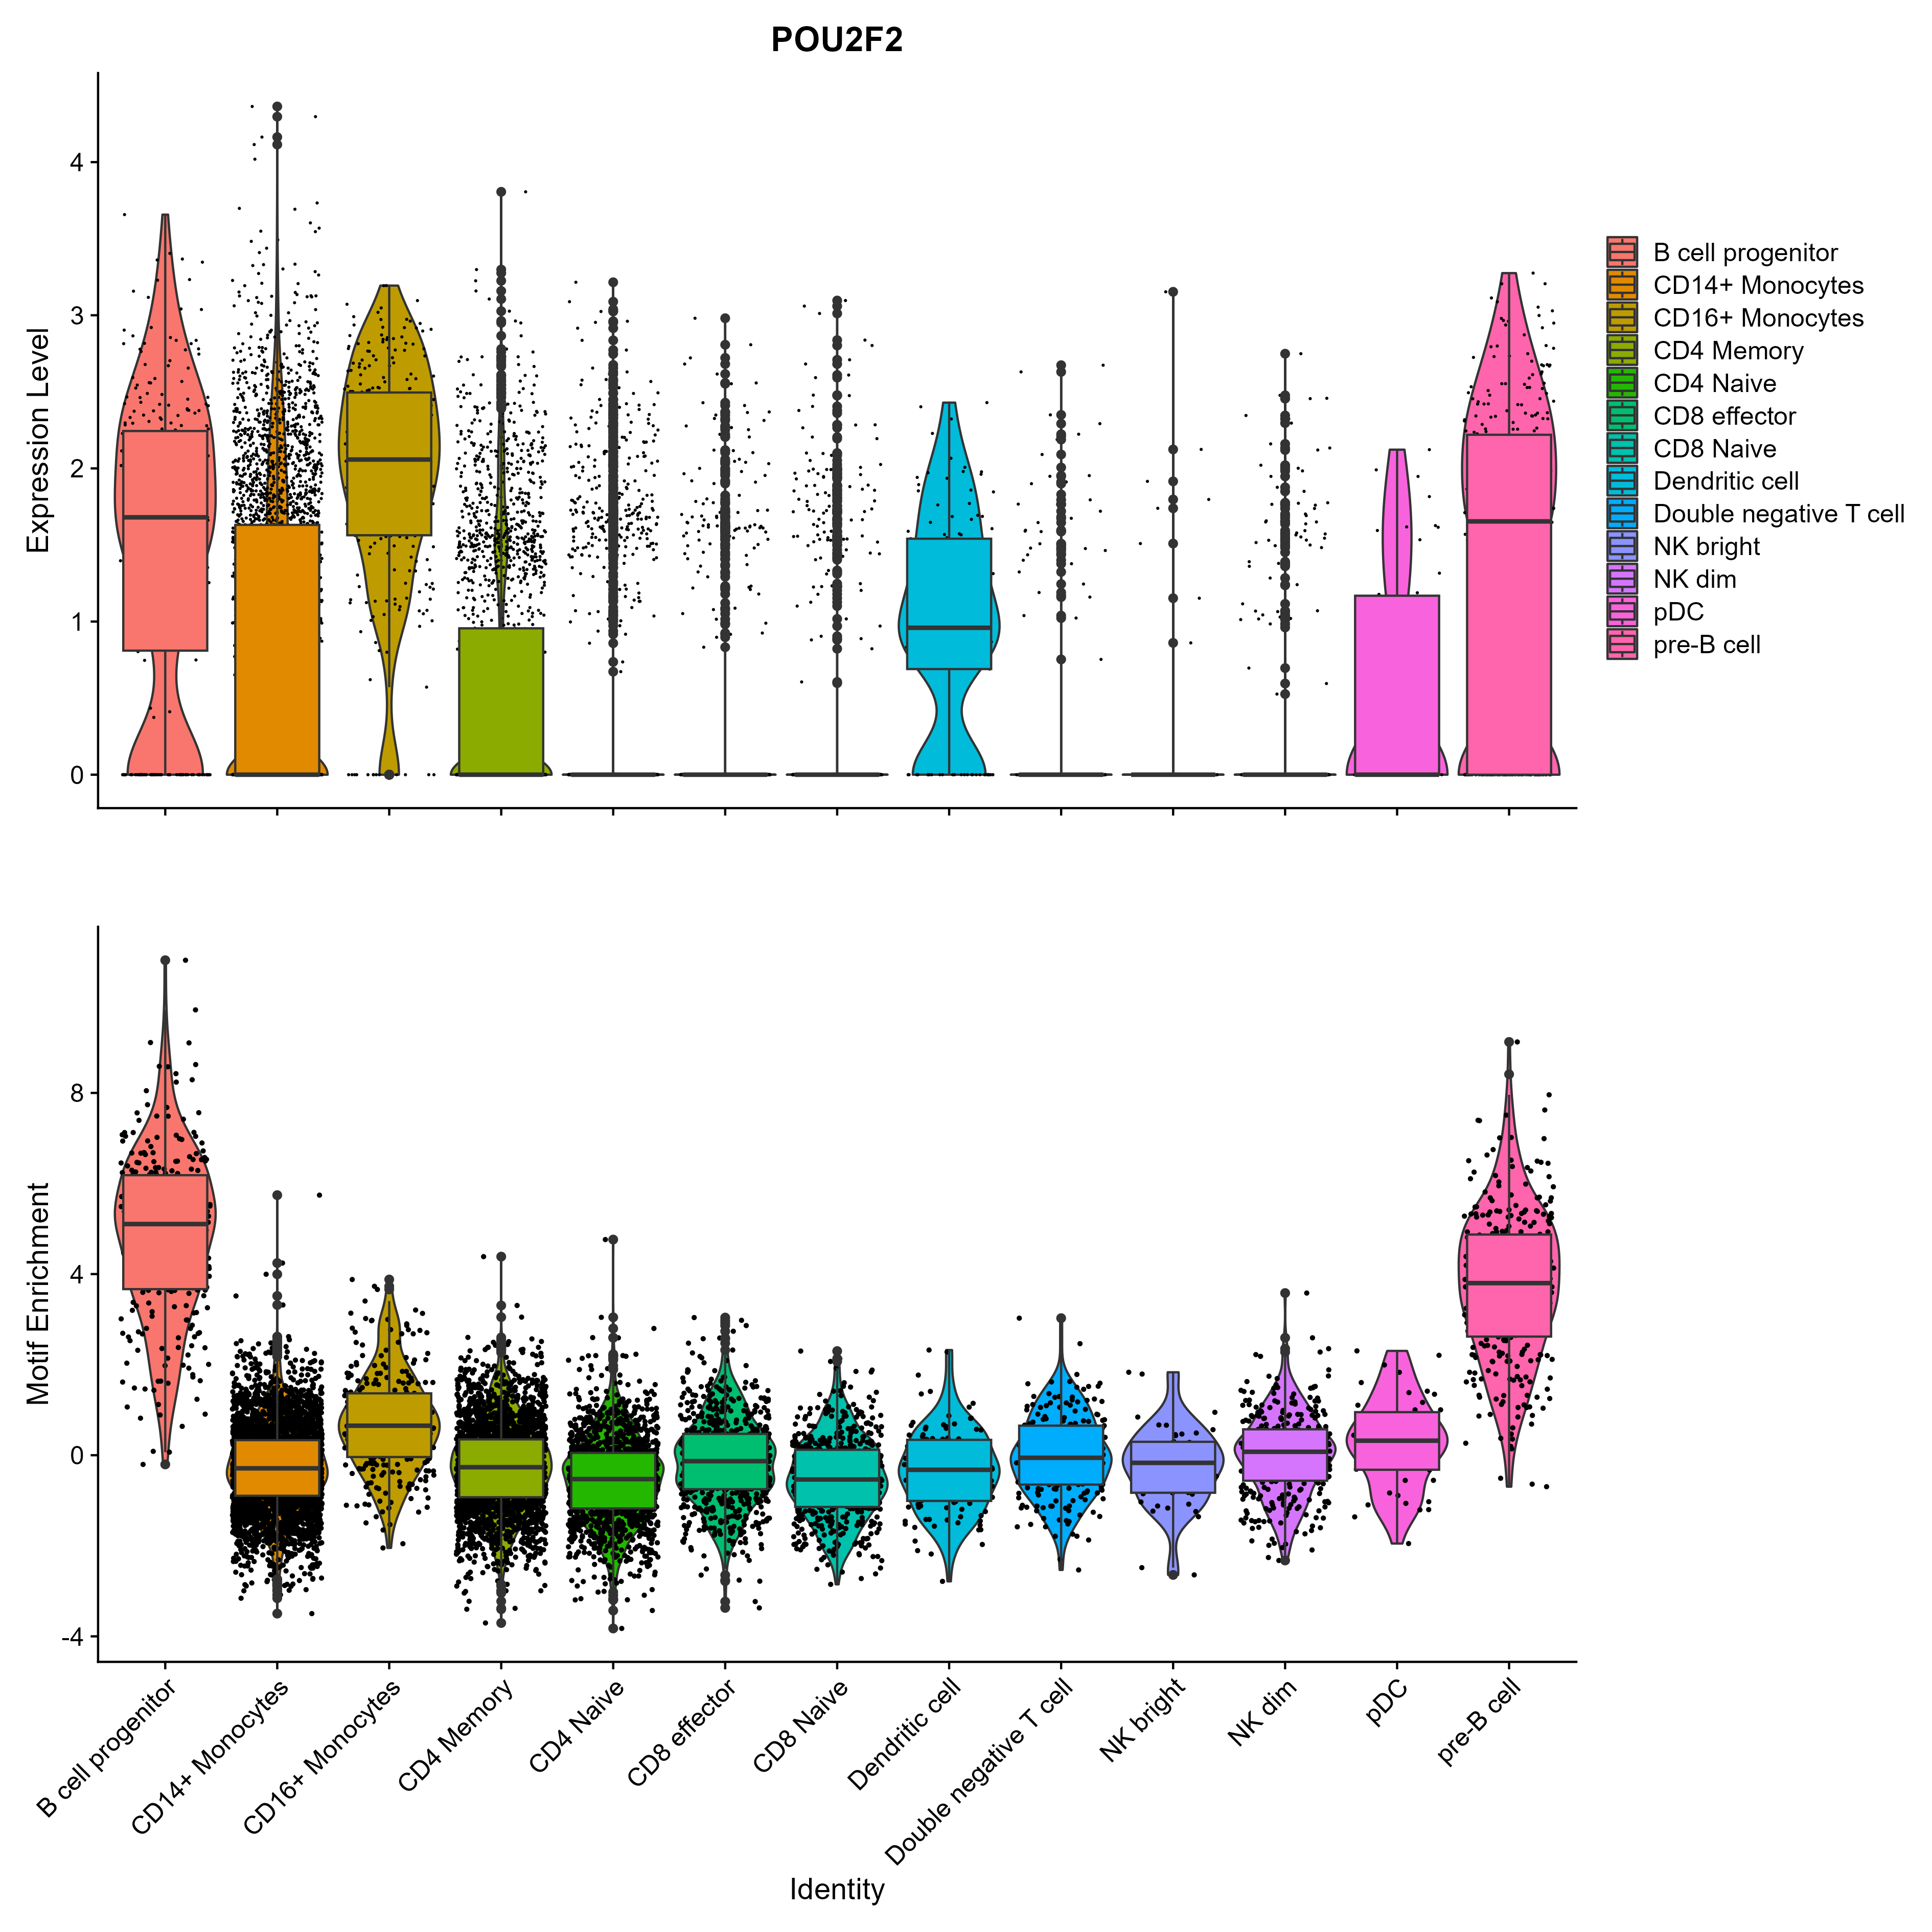 POU2F2
Expression Level
4
3
2
1
0
B cell progenitor
CD14+ Monocytes
CD16+ Monocytes
CD4 Memory
CD4 Naive
CD8 effector
CD8 Naive
Dendritic cell
Double negative T cell
NK bright
NK dim
pDC
pre-B cell
Motif Enrichment
8
4
0
-4
B cell progenitor
CD14+ Monocytes
CD16+ Monocytes
CD4 Memory
CD4 Naive
CD8 effector
CD8 Naive
Dendritic cell
Double negative T cell
NK bright
NK dim
pDC
pre-B cell
Identity